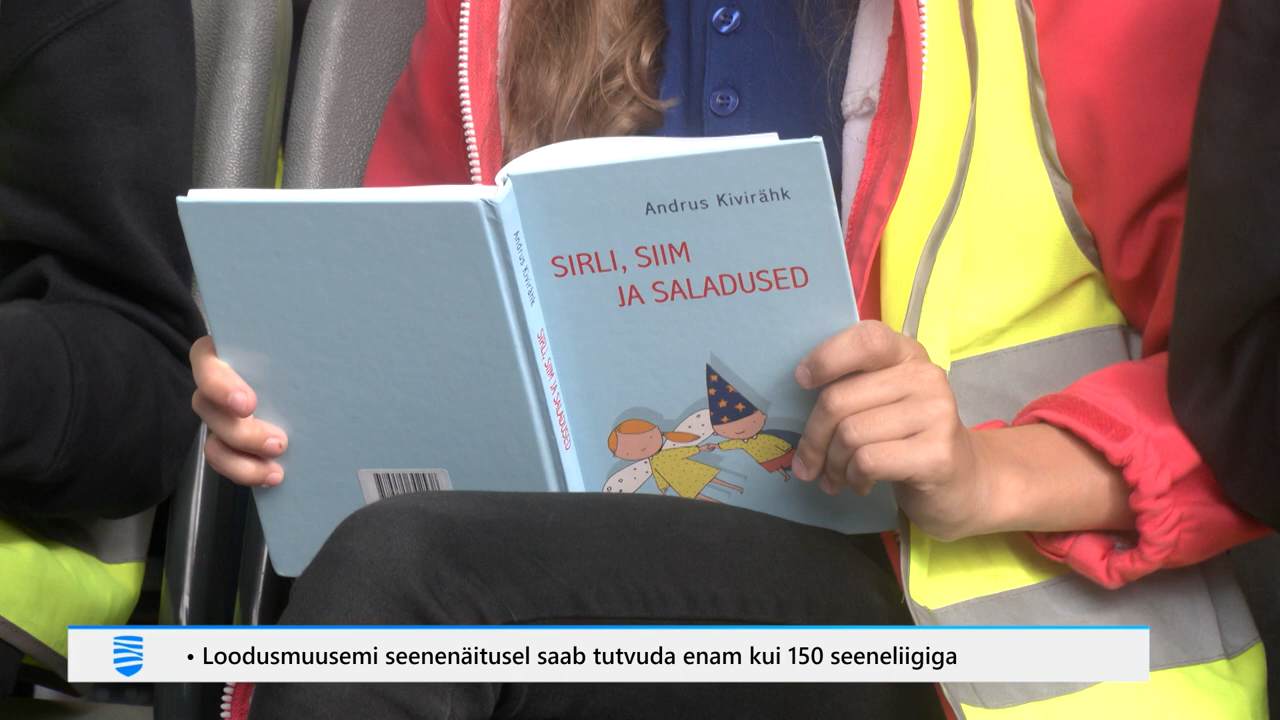 Andrus Kivirähk
SIRLI, SIIM
JA SALADUSED
Andrus Kivirähk
SIRLI, SIIM JA SALADUSED
• Loodusmuusemi seenenäitusel saab tutvuda enam kui 150 seeneliigiga